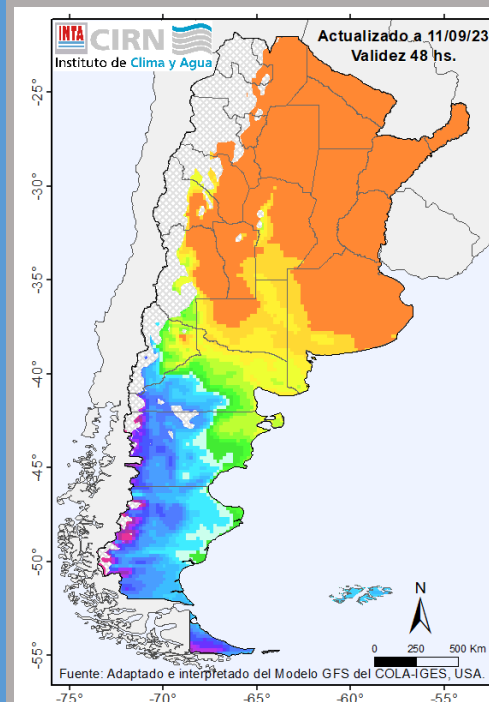 INTA CIRN
Instituto de Clima y Agua
Actualizado a 11/09/23
Validez 48 hs.
-25°
-30°
-35°
-40°
-45°
-50°
-55°
N
0 250 500 Km
Fuente: Adaptado e interpretado del Modelo GFS del COLA-IGES, USA.
-75° -70° -65° -60° -55°